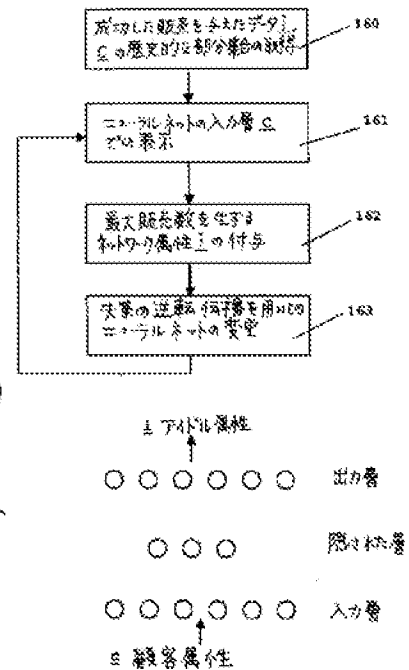 成功した販売を与えたデータ
cの歴史的な部分集合の取得
160
ニューラルネットの入力層c
での表示
161
最大販売数を生ずる
ネットワーク属性iの付与
162
失策の逆転伝播を用いての
ニューラルネットの変更
163
i アイドル属性
出力層
隠された層
入力層
c 顧客属性